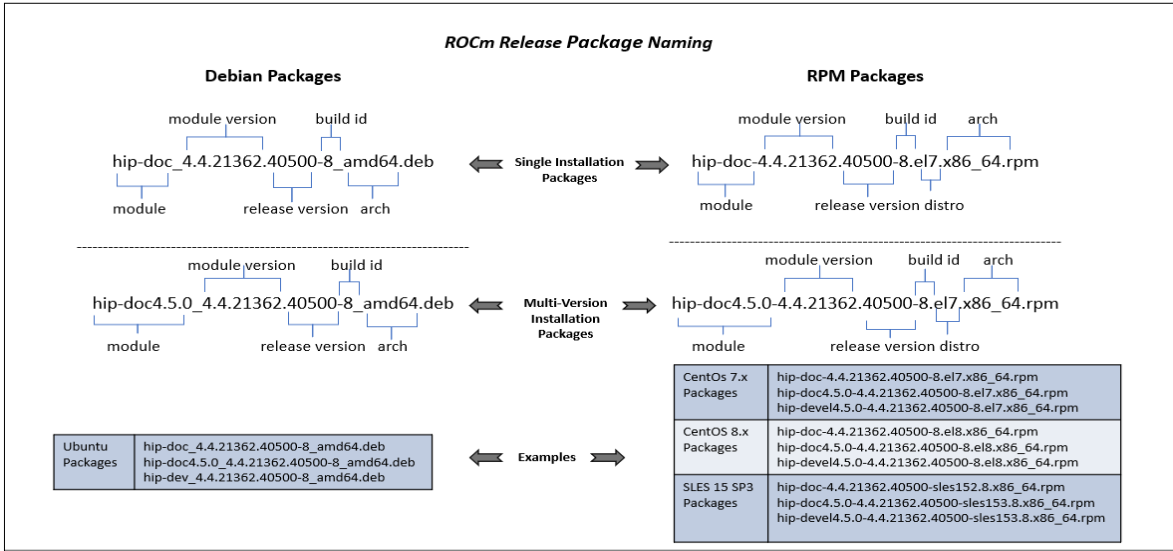 ROCm Release Package Naming
Debian Packages
module version
build id
hip-doc_4.4.21362.40500-8_amd64.deb
module
release version
arch
Single Installation
Packages
RPM Packages
module version
build id
arch
hip-doc-4.4.21362.40500-8.el7.x86_64.rpm
module
release version distro
module version
build id
hip-doc4.5.0_4.4.21362.40500-8_amd64.deb
module
release version
arch
Multi-Version
Installation
Packages
module version
build id
arch
hip-doc4.5.0-4.4.21362.40500-8.el7.x86_64.rpm
module
release version distro
Ubuntu
Packages
hip-doc_4.4.21362.40500-8_amd64.deb
hip-doc4.5.0_4.4.21362.40500-8_amd64.deb
hip-dev_4.4.21362.40500-8_amd64.deb
Examples
CentOs 7.x
Packages
hip-doc-4.4.21362.40500-8.el7.x86_64.rpm
hip-doc4.5.0-4.4.21362.40500-8.el7.x86_64.rpm
hip-devel4.5.0-4.4.21362.40500-8.el7.x86_64.rpm
CentOS 8.x
Packages
hip-doc-4.4.21362.40500-8.el8.x86_64.rpm
hip-doc4.5.0-4.4.21362.40500-8.el8.x86_64.rpm
hip-devel4.5.0-4.4.21362.40500-8.el8.x86_64.rpm
SLES 15 SP3
Packages
hip-doc-4.4.21362.40500-sles152.8.x86_64.rpm
hip-doc4.5.0-4.4.21362.40500-sles153.8.x86_64.rpm
hip-devel4.5.0-4.4.21362.40500-sles153.8.x86_64.rpm